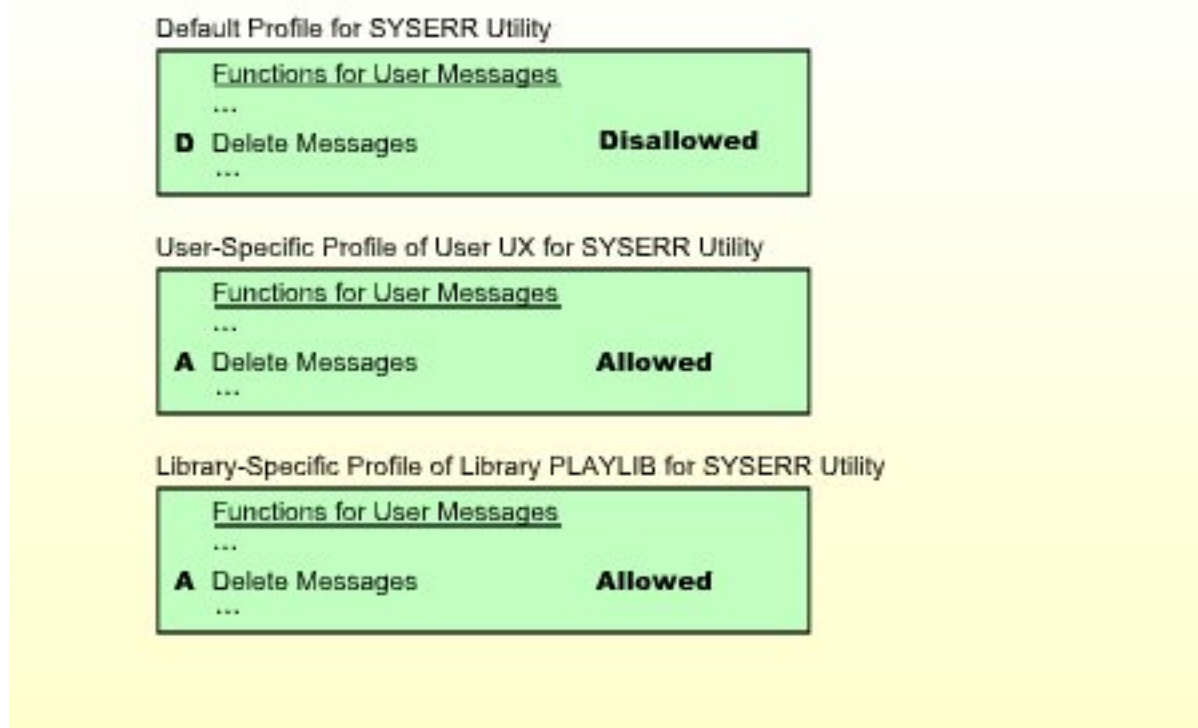 Default Profile for SYSERR Utility
Functions for User Messages
...
D Delete Messages Disallowed
...
User-Specific Profile of User UX for SYSERR Utility
Functions for User Messages
...
A Delete Messages Allowed
...
Library-Specific Profile of Library PLAYLIB for SYSERR Utility
Functions for User Messages
...
A Delete Messages Allowed
...